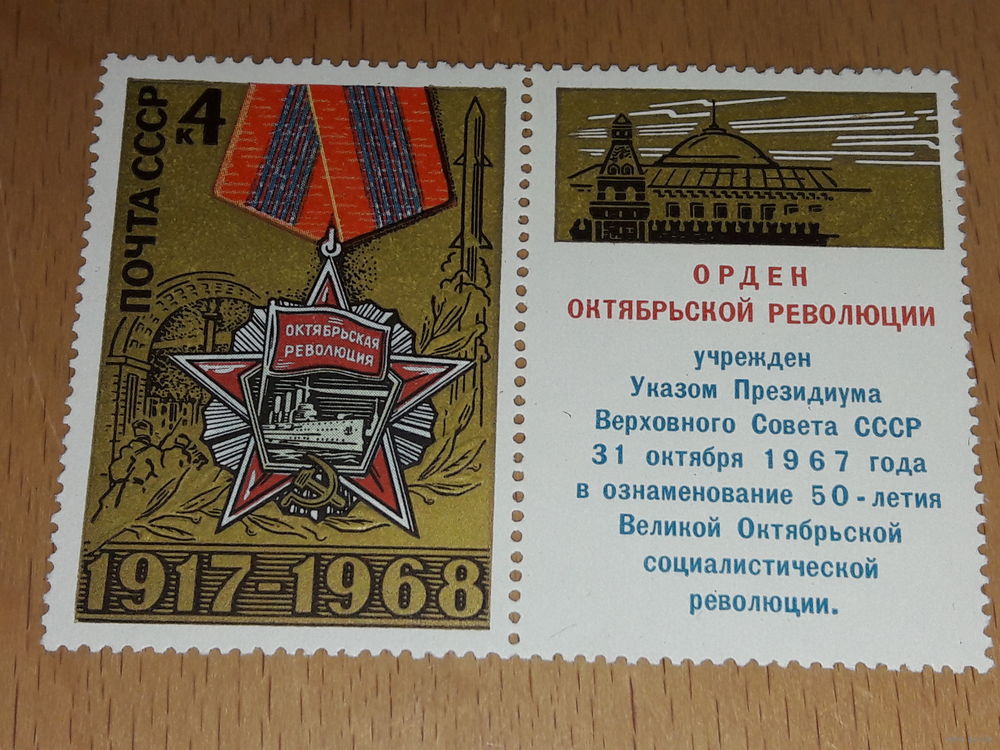 ПОЧТА СССР
К4
ОКТЯБРЬСКАЯ
РЕВОЛЮЦИЯ
1917-1968
ОРДЕН
ОКТЯБРЬСКОЙ РЕВОЛЮЦИИ
учрежден
Указом Президиума
Верховного Совета СССР
31 октября 1967 года
в ознаменование 50-летия
Великой Октябрьской
социалистической
революции.